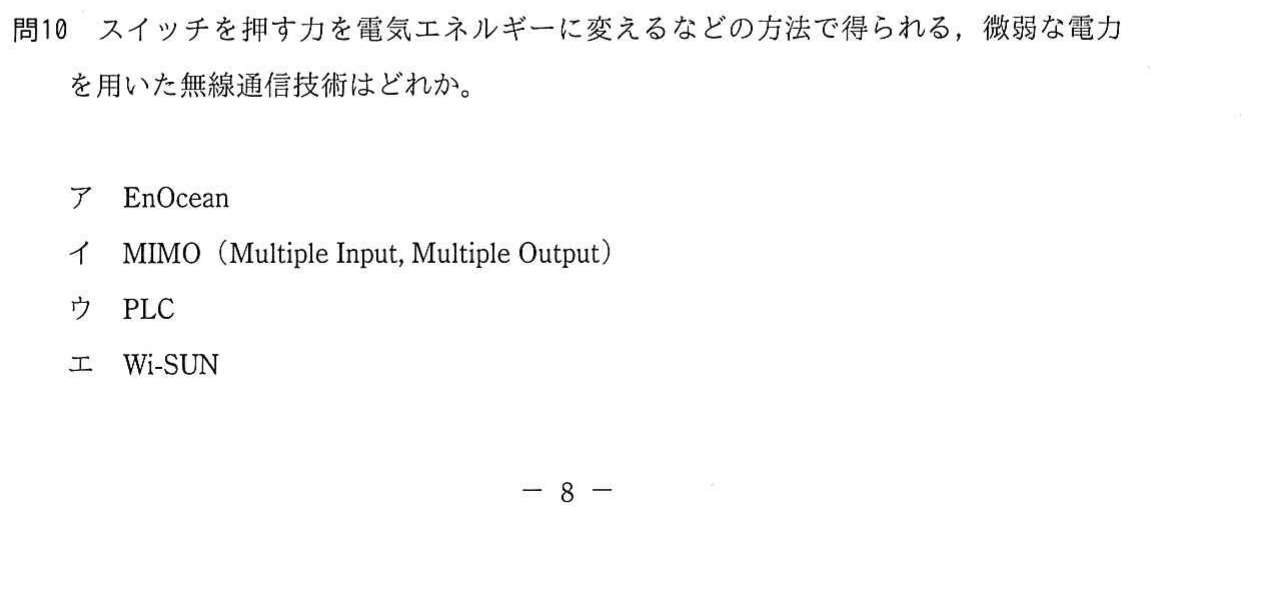 問10 スイッチを押す力を電気エネルギーに変えるなどの方法で得られる，微弱な電力
を用いた無線通信技術はどれか。
ア EnOcean
イ MIMO（Multiple Input, Multiple Output）
ウ PLC
エ Wi-SUN
－ 8 －